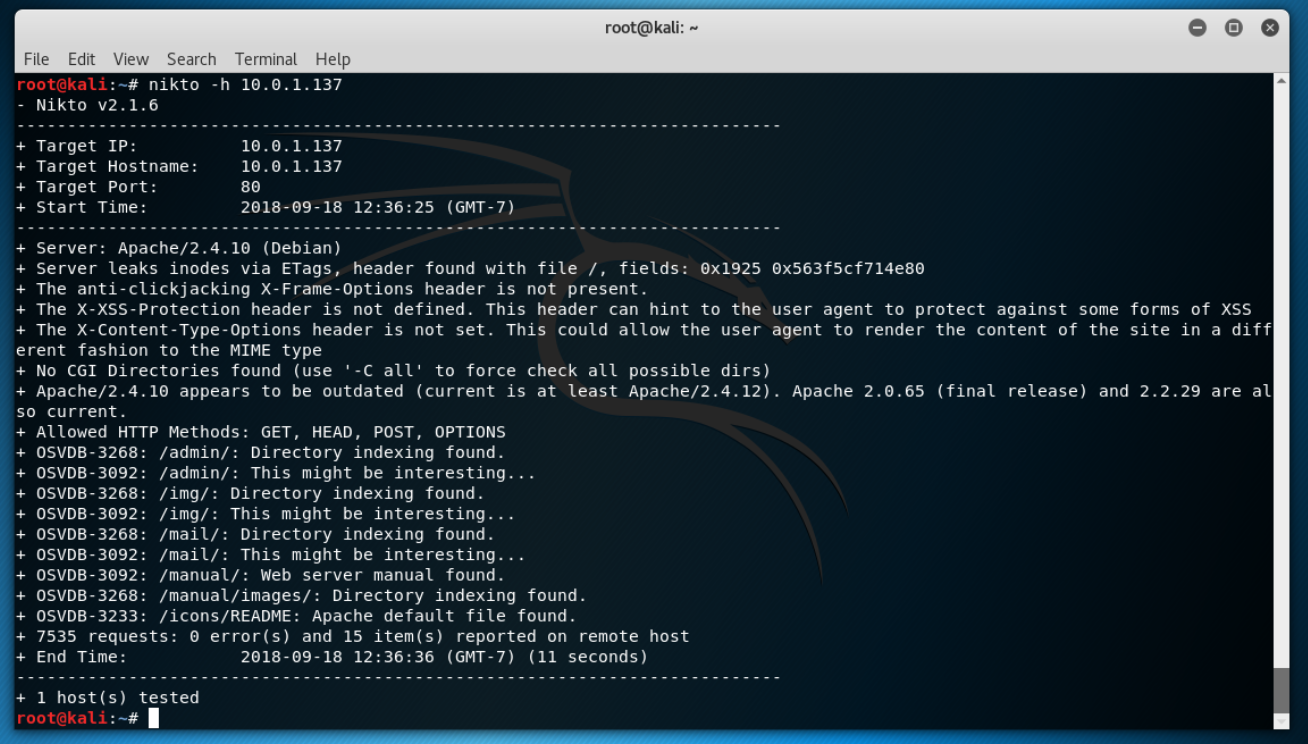 root@kali: ~
File Edit View Search Terminal Help
root@kali:~# nikto -h 10.0.1.137
- Nikto v2.1.6
---------------------------------------------------------------------------
+ Target IP:          10.0.1.137
+ Target Hostname:    10.0.1.137
+ Target Port:        80
+ Start Time:         2018-09-18 12:36:25 (GMT-7)
---------------------------------------------------------------------------
+ Server: Apache/2.4.10 (Debian)
+ Server leaks inodes via ETags, header found with file /, fields: 0x1925 0x563f5cf714e80
+ The anti-clickjacking X-Frame-Options header is not present.
+ The X-XSS-Protection header is not defined. This header can hint to the user agent to protect against some forms of XSS
+ The X-Content-Type-Options header is not set. This could allow the user agent to render the content of the site in a diff
erent fashion to the MIME type
+ No CGI Directories found (use '-C all' to force check all possible dirs)
+ Apache/2.4.10 appears to be outdated (current is at least Apache/2.4.12). Apache 2.0.65 (final release) and 2.2.29 are al
so current.
+ Allowed HTTP Methods: GET, HEAD, POST, OPTIONS
+ OSVDB-3268: /admin/: Directory indexing found.
+ OSVDB-3092: /admin/: This might be interesting...
+ OSVDB-3268: /img/: Directory indexing found.
+ OSVDB-3092: /img/: This might be interesting...
+ OSVDB-3268: /mail/: Directory indexing found.
+ OSVDB-3092: /mail/: This might be interesting...
+ OSVDB-3092: /manual/: Web server manual found.
+ OSVDB-3268: /manual/images/: Directory indexing found.
+ OSVDB-3233: /icons/README: Apache default file found.
+ 7535 requests: 0 error(s) and 15 item(s) reported on remote host
+ End Time:           2018-09-18 12:36:36 (GMT-7) (11 seconds)
---------------------------------------------------------------------------
+ 1 host(s) tested
root@kali:~#